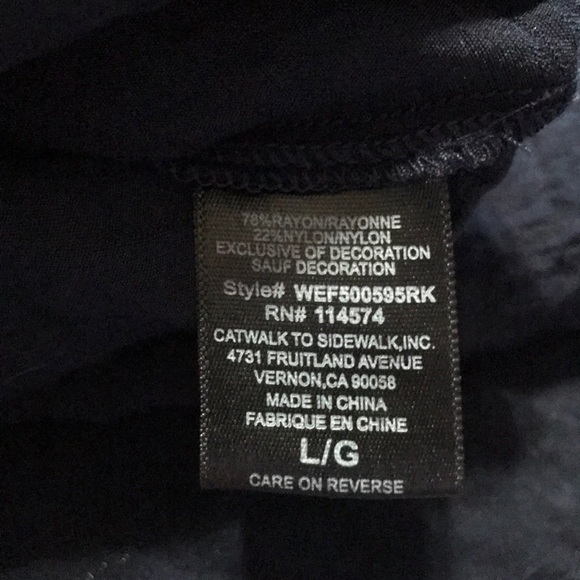 78%RAYON/RAYONNE
22%NYLON/NYLON
EXCLUSIVE OF DECORATION
SAUF DECORATION
Style# WEF500595RK
RN# 114574
CATWALK TO SIDEWALK,INC.
4731 FRUITLAND AVENUE
VERNON,CA 90058
MADE IN CHINA
FABRIQUE EN CHINE
L/G
CARE ON REVERSE